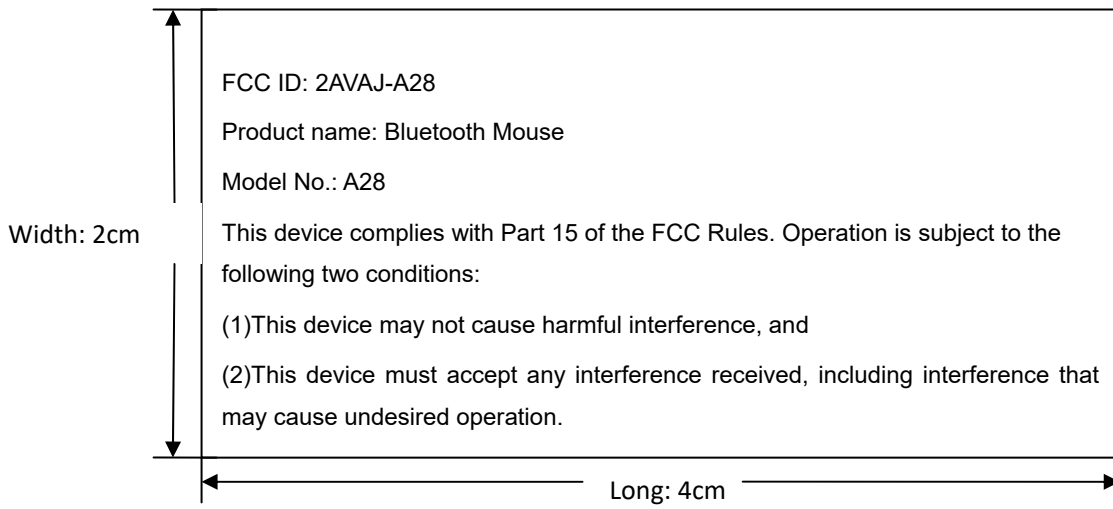 FCC ID: 2AVAJ-A28
Product name: Bluetooth Mouse
Model No.: A28
Width: 2cm
This device complies with Part 15 of the FCC Rules. Operation is subject to the
following two conditions:
(1)This device may not cause harmful interference, and
(2)This device must accept any interference received, including interference that
may cause undesired operation.
Long: 4cm